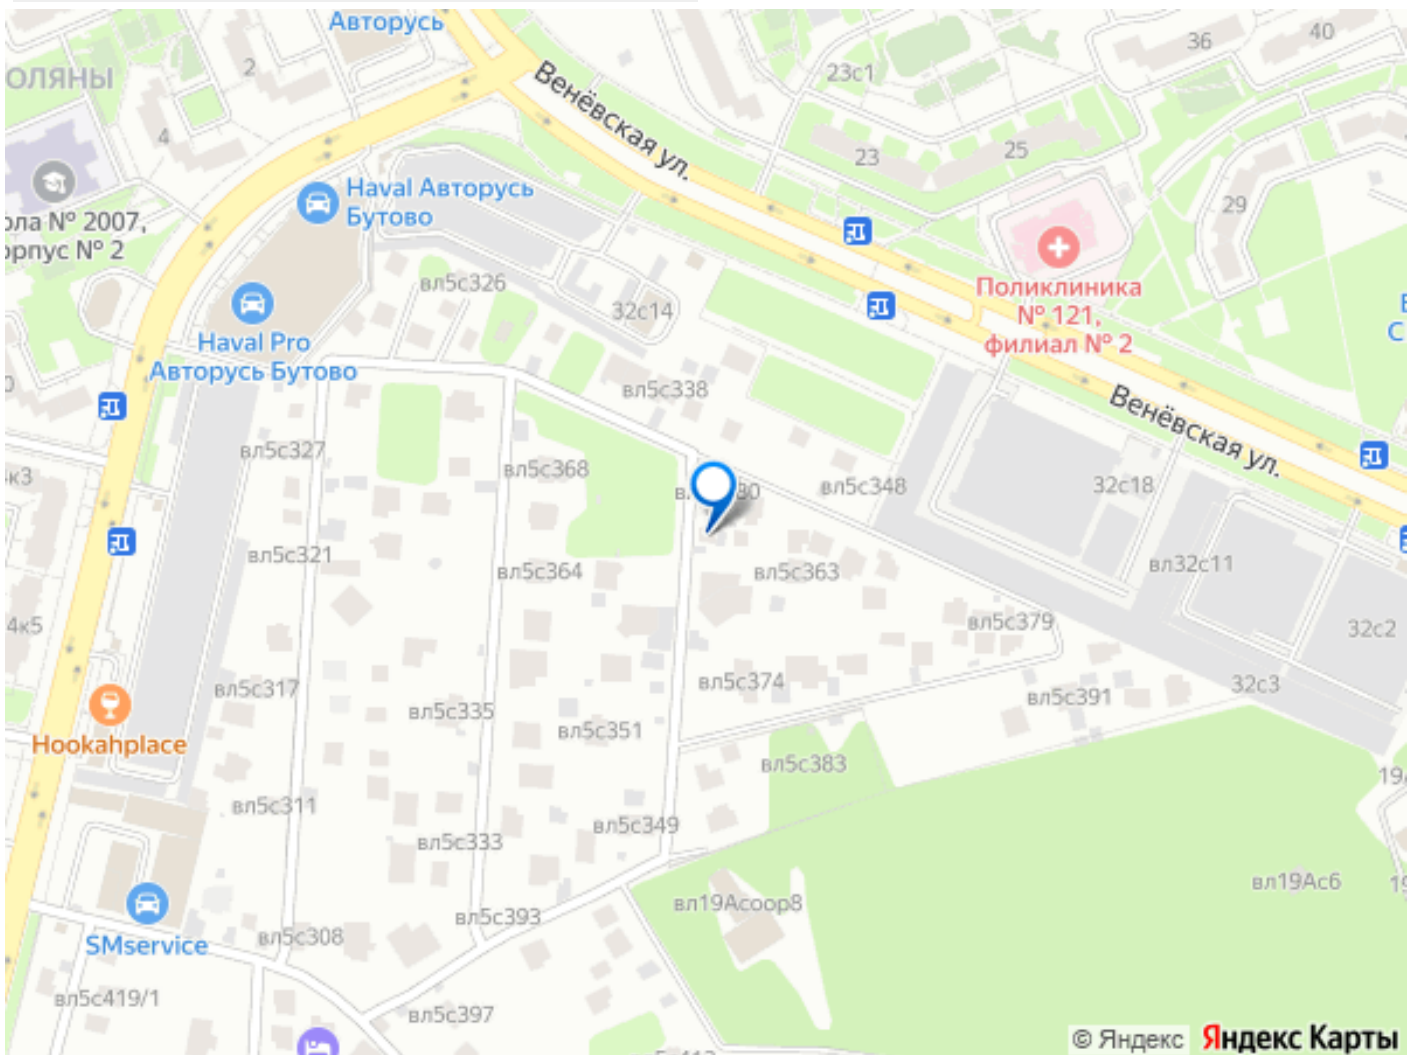 Авторусь
36
40
2
23с1
ОЛЯНЫ
Венёвская ул.
4
23
25
Haval Авторусь
Бутово
29
ола № 2007,
орпус № 2
вл5с326
Поликлиника
№ 121,
филиал № 2
32с14
Haval Pro
Авторусь Бутово
вл5с338
Венёвская ул.
вл5с327
к3
вл5с368
вл5с348
32с18
вл5с321
вл5с364
вл5с363
вл32с11
4к5
вл5с379
32с2
вл5с317
вл5с374
32с3
вл5с391
вл5с335
вл5с351
Hookahplace
вл5с383
вл5с311
вл5с349
вл5с333
вл19Ас6
19
вл19Асоор8
вл5с393
SMservice
вл5с308
вл5с419/1
вл5с397
© Яндекс Яндекс Карты